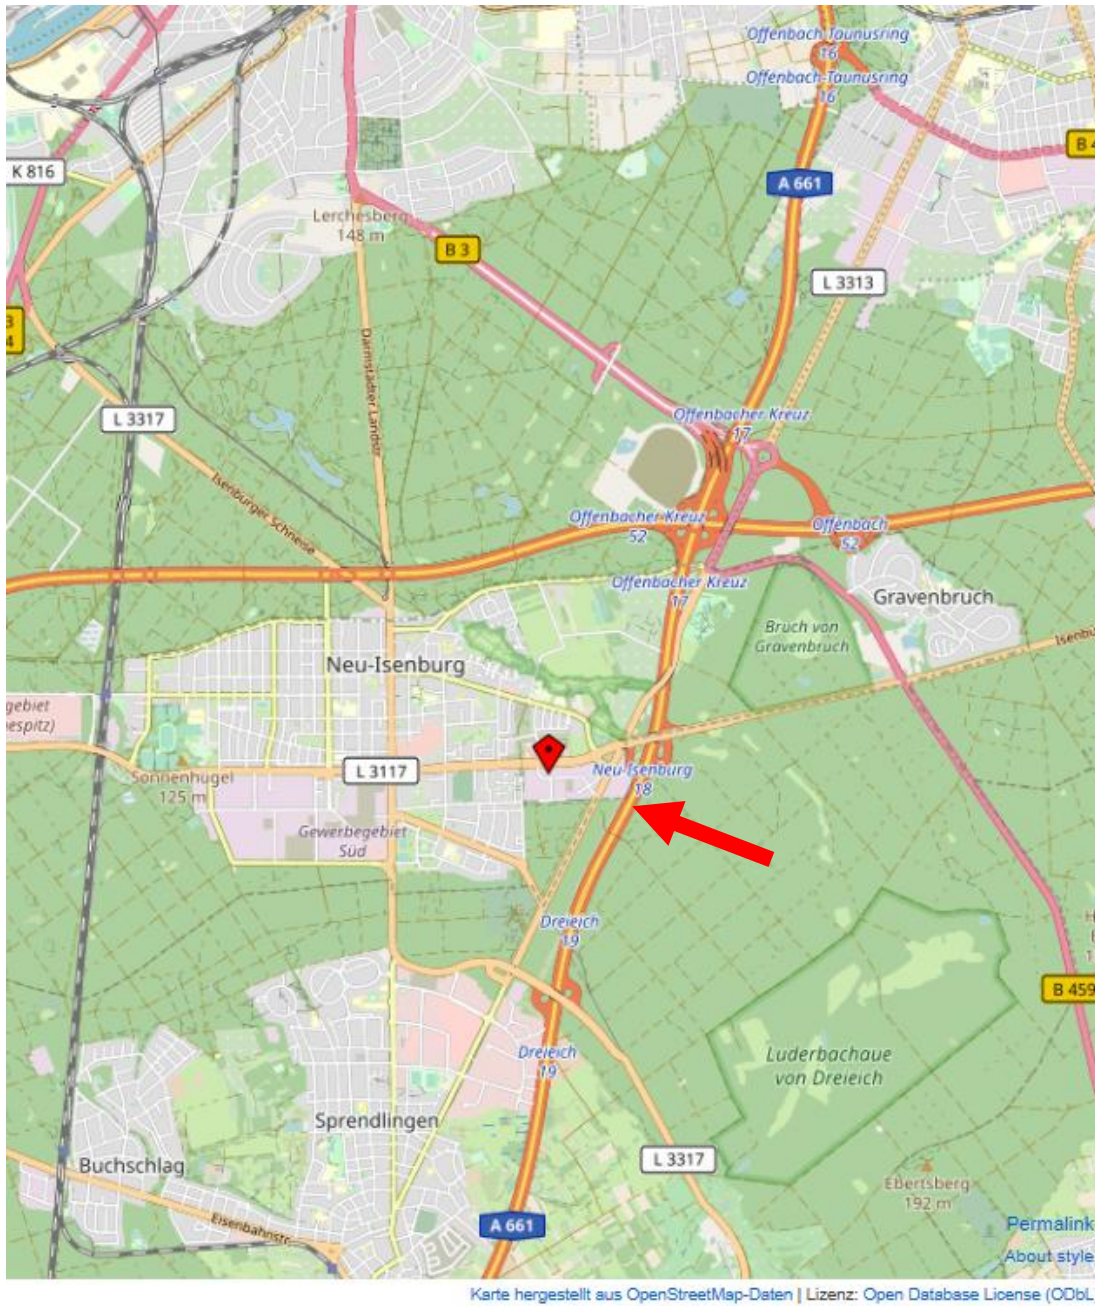 Offenbach-Taunusring
16
Offenbach-Taunusring
16
K 816
A 661
Lerchesberg
148 m
B 3
L 3313
Darmstädter Landstr.
Offenbacher Kreuz
17
L 3317
Isenburger Schneise
Offenbacher Kreuz
52
Offenbach
52
Offenbacher Kreuz
17
Gravenbruch
Bruch von
Gravenbruch
Neu-Isenburg
L 3117
Neu-Isenburg
18
Sonnenhügel
125 m
Gewerbegebiet
Süd
Dreieich
19
B 459
Dreieich
19
Luderbachaue
von Dreieich
Sprendlingen
Buchschlag
L 3317
Ebertsberg
192 m
Eisenbahnstr.
A 661
Permalink
About style
Karte hergestellt aus OpenStreetMap-Daten | Lizenz: Open Database License (ODbL